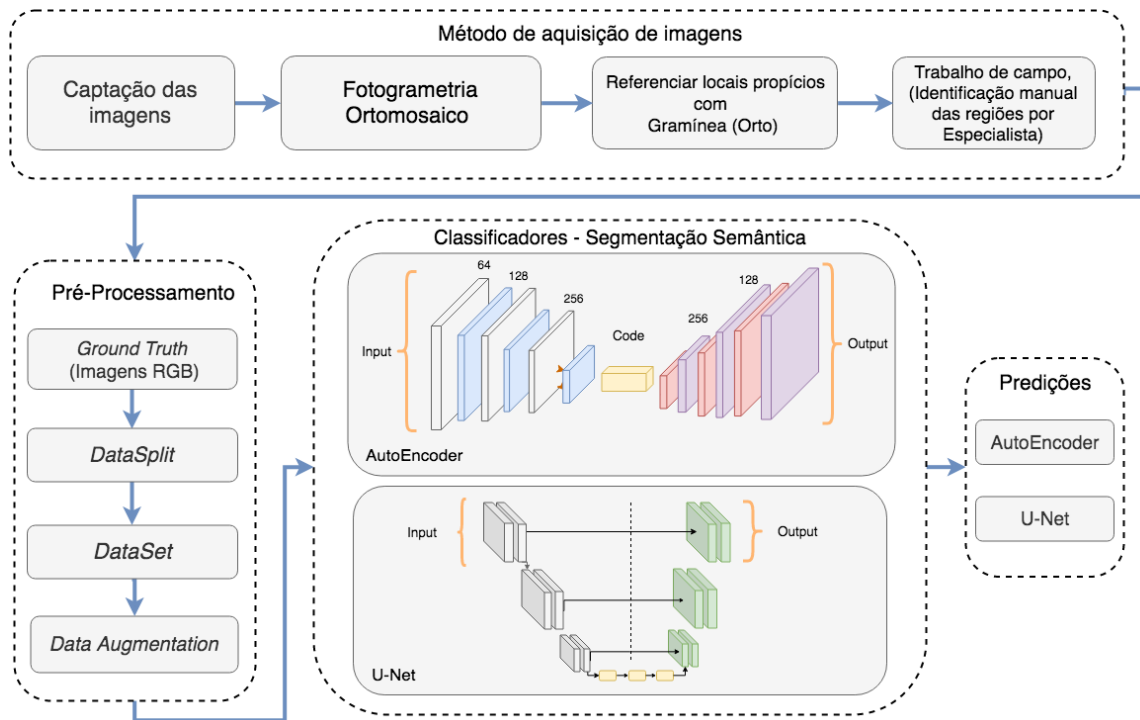 Método de aquisição de imagens
Captação das
imagens
Fotogrametria
Ortomosaico
Referenciar locais propícios
com
Gramínea (Orto)
Trabalho de campo,
(Identificação manual
das regiões por
Especialista)
Pré-Processamento
Ground Truth
(Imagens RGB)
DataSplit
DataSet
Data Augmentation
Classificadores - Segmentação Semântica
64
128
256
Input
Code
256
128
Output
AutoEncoder
Input
Output
U-Net
Predições
AutoEncoder
U-Net